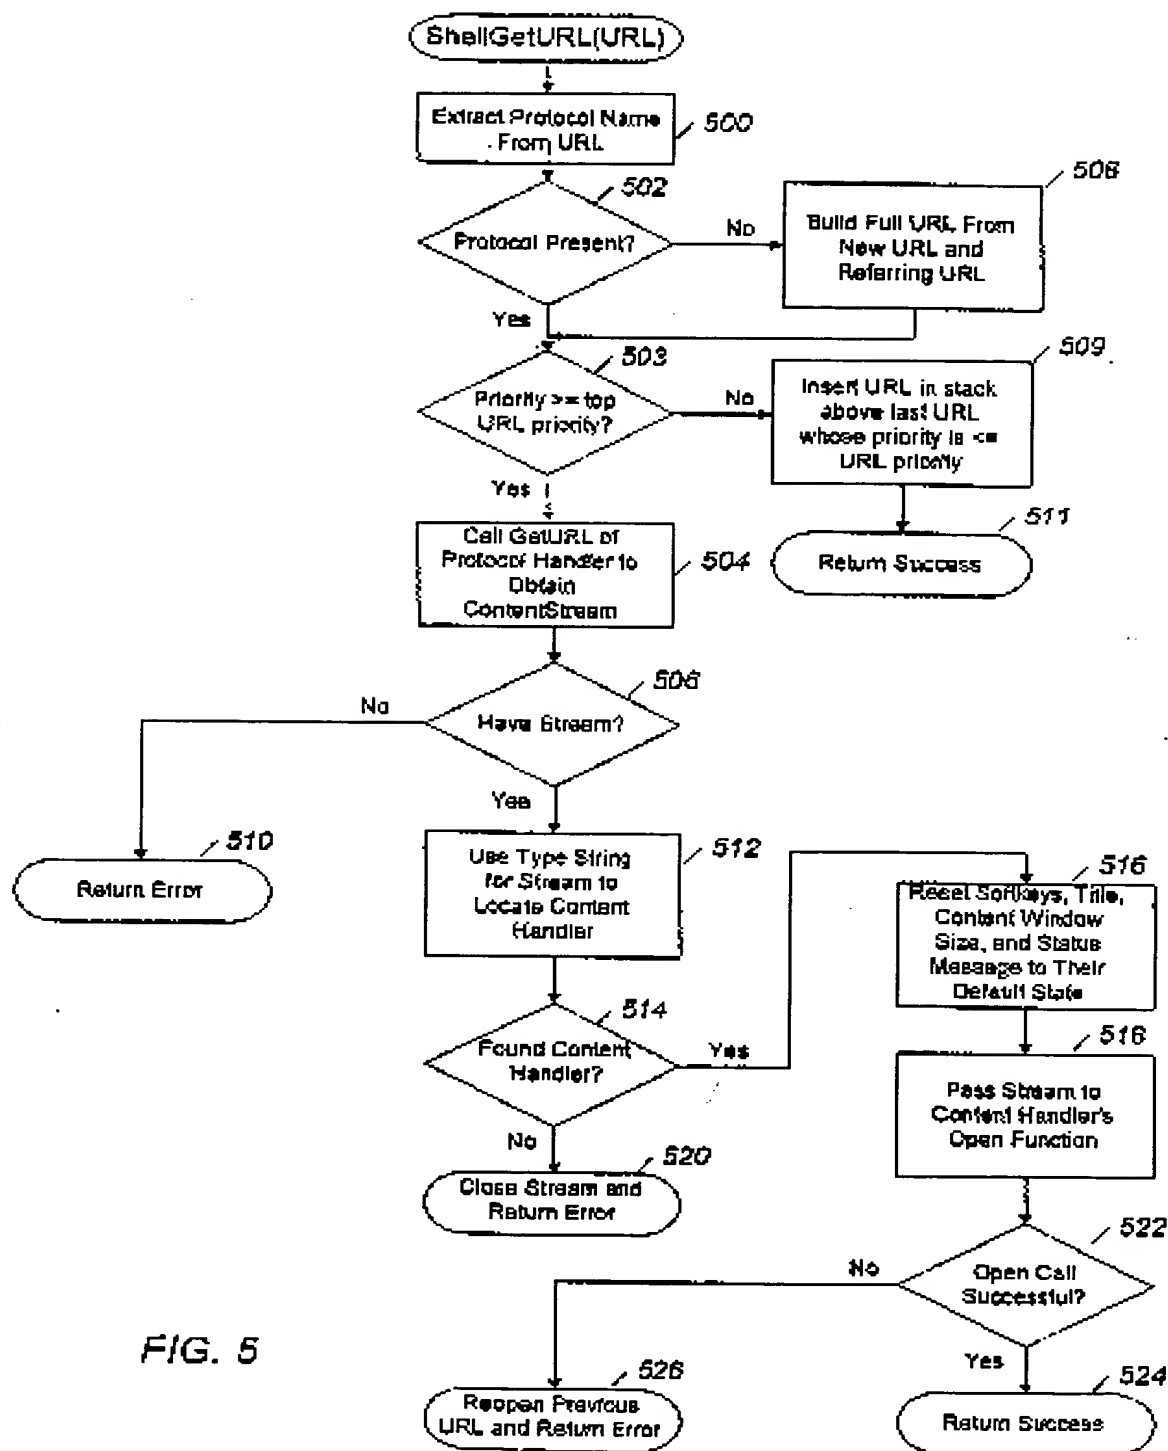 ShellGetURL(URL)
Extract Protocol Name
From URL
500
502
Protocol Present?
No
Yes
508
Build Full URL From
New URL and
Referring URL
503
Priority >= top
URL priority?
No
Yes
509
Insert URL in stack
above last URL
whose priority is <=
URL priority
511
Return Success
Call GetURL of
Protocol Handler to
Obtain
ContentStream
504
506
Have Stream?
No
Yes
510
Return Error
Use Type String
for Stream to
Locate Content
Handler
512
514
Found Content
Handler?
Yes
No
520
Close Stream and
Return Error
516
Reset Softkeys, Title,
Content Window
Size, and Status
Message to Their
Default State
518
Pass Stream to
Content Handler's
Open Function
522
Open Call
Successful?
No
Yes
526
Reopen Previous
URL and Return Error
524
Return Success
FIG. 5